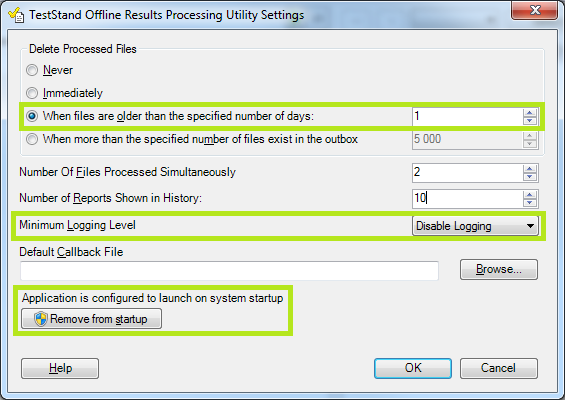 TestStand Offline Results Processing Utility Settings
Delete Processed Files
Never
Immediately
When files are older than the specified number of days: 1
When more than the specified number of files exist in the outbox 5 000
Number Of Files Processed Simultaneously 2
Number of Reports Shown in History: 10
Minimum Logging Level Disable Logging
Default Callback File
Browse...
Application is configured to launch on system startup
Remove from startup
Help OK Cancel